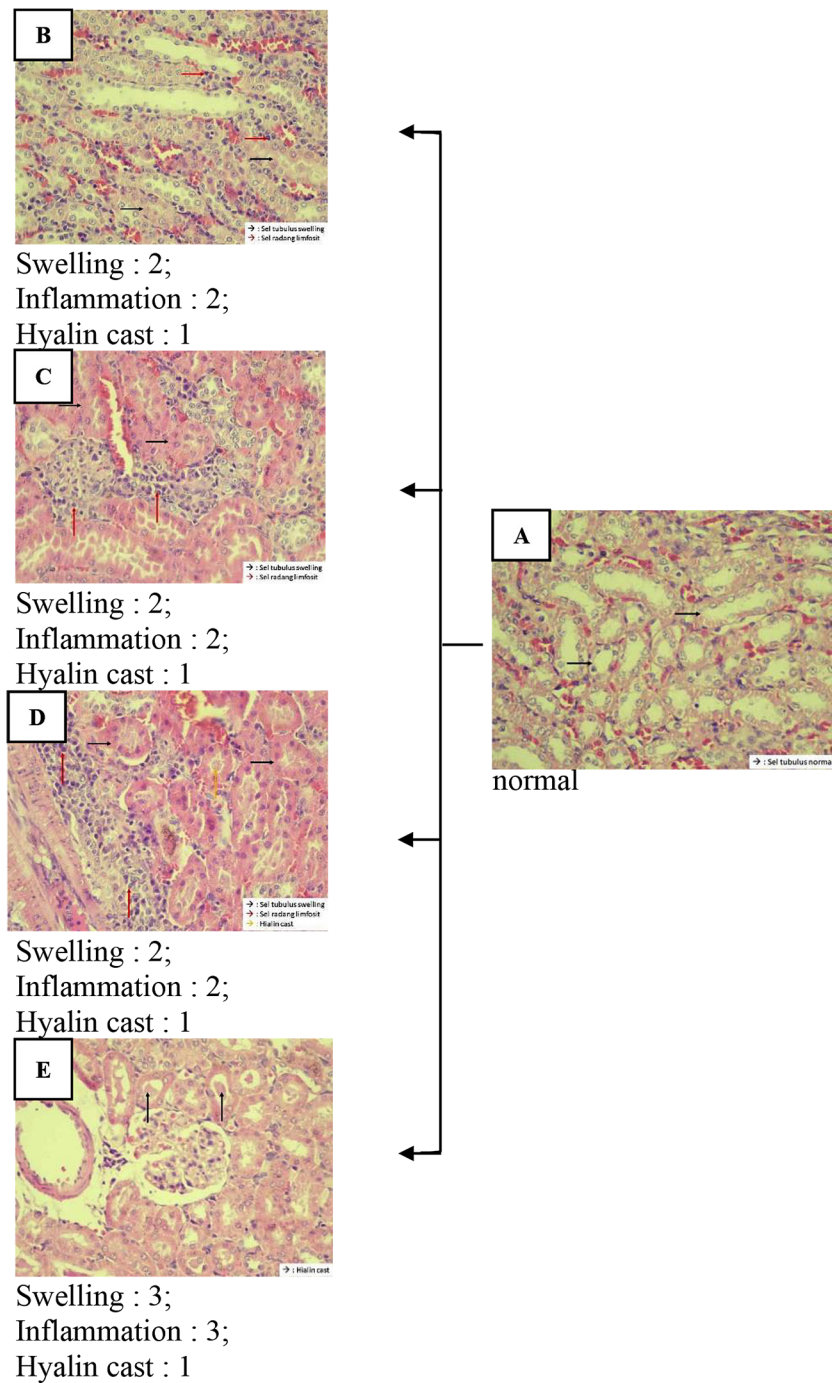 B
→ : Sel tubulus swelling
→ : Sel radang limfosit
Swelling : 2;
Inflammation : 2;
Hyalin cast : 1
C
→ : Sel tubulus swelling
→ : Sel radang limfosit
Swelling : 2;
Inflammation : 2;
Hyalin cast : 1
A
→ : Sel tubulus norma
normal
D
→ : Sel tubulus swelling
→ : Sel radang limfosit
→ : Hialin cast
Swelling : 2;
Inflammation : 2;
Hyalin cast : 1
E
→ : Hialin cast
Swelling : 3;
Inflammation : 3;
Hyalin cast : 1